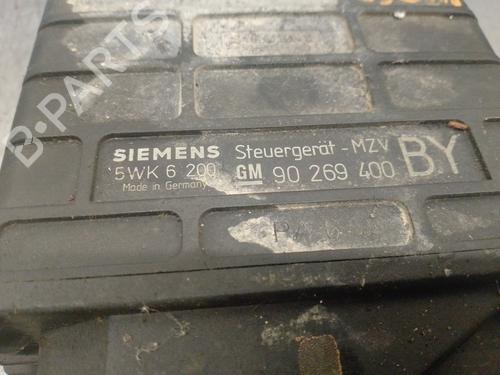 SIEMENS Steuergerät - MZV BY
5WK 6 200 GM 90 269 400
Made in Germany
B-PARTS